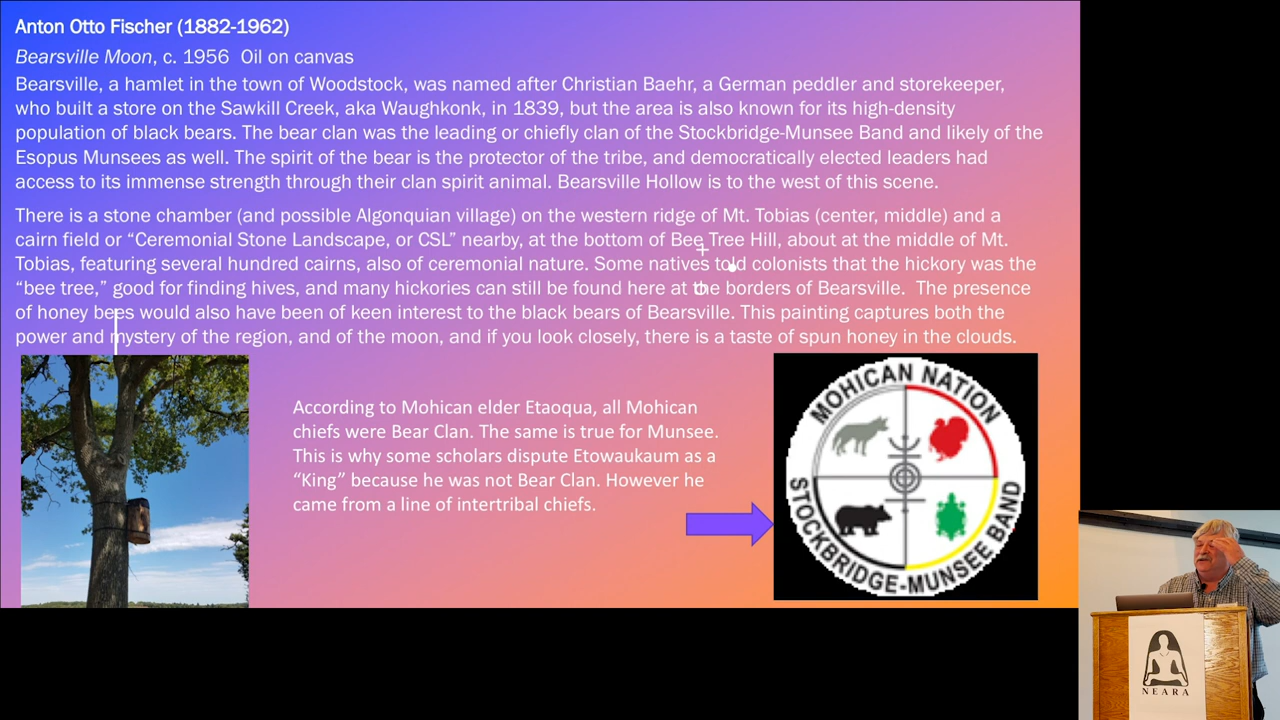 Anton Otto Fischer (1882-1962)
Bearsville Moon, c. 1956 Oil on canvas
Bearsville, a hamlet in the town of Woodstock, was named after Christian Baehr, a German peddler and storekeeper,
who built a store on the Sawkill Creek, aka Waughkonk, in 1839, but the area is also known for its high-density
population of black bears. The bear clan was the leading or chiefly clan of the Stockbridge-Munsee Band and likely of the
Esopus Munsees as well. The spirit of the bear is the protector of the tribe, and democratically elected leaders had
access to its immense strength through their clan spirit animal. Bearsville Hollow is to the west of this scene.
There is a stone chamber (and possible Algonquian village) on the western ridge of Mt. Tobias (center, middle) and a
cairn field or “Ceremonial Stone Landscape, or CSL” nearby, at the bottom of Bee Tree Hill, about at the middle of Mt.
Tobias, featuring several hundred cairns, also of ceremonial nature. Some natives told colonists that the hickory was the
“bee tree,” good for finding hives, and many hickories can still be found here at the borders of Bearsville. The presence
of honey bees would also have been of keen interest to the black bears of Bearsville. This painting captures both the
power and mystery of the region, and of the moon, and if you look closely, there is a taste of spun honey in the clouds.
According to Mohican elder Etaoqua, all Mohican
chiefs were Bear Clan. The same is true for Munsee.
This is why some scholars dispute Etowaukaum as a
“King” because he was not Bear Clan. However he
came from a line of intertribal chiefs.
MOHICAN NATION
STOCKBRIDGE-MUNSEE BAND
NEARA